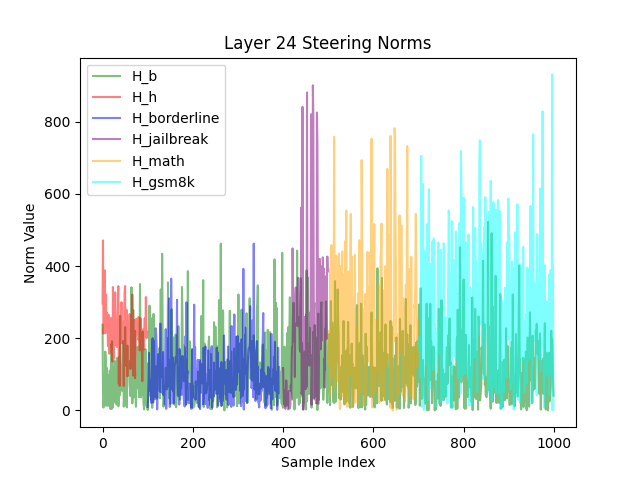 Layer 24 Steering Norms
H_b
H_h
H_borderline
H_jailbreak
H_math
H_gsm8k
Norm Value
800
600
400
200
0
0 200 400 600 800 1000
Sample Index